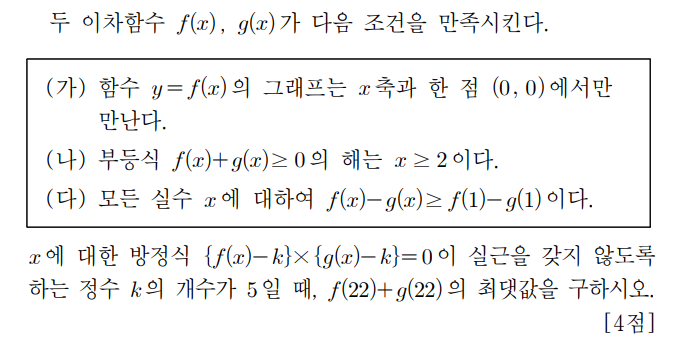 두 이차함수 f(x), g(x)가 다음 조건을 만족시킨다.
(가) 함수 y=f(x)의 그래프는 x축과 한 점 (0, 0)에서만
만난다.
(나) 부등식 f(x)+g(x)≥0의 해는 x≥2이다.
(다) 모든 실수 x에 대하여 f(x)-g(x)≥f(1)-g(1)이다.
x에 대한 방정식 {f(x)-k}×{g(x)-k}=0이 실근을 갖지 않도록
하는 정수 k의 개수가 5일 때, f(22)+g(22)의 최댓값을 구하시오.
[4점]